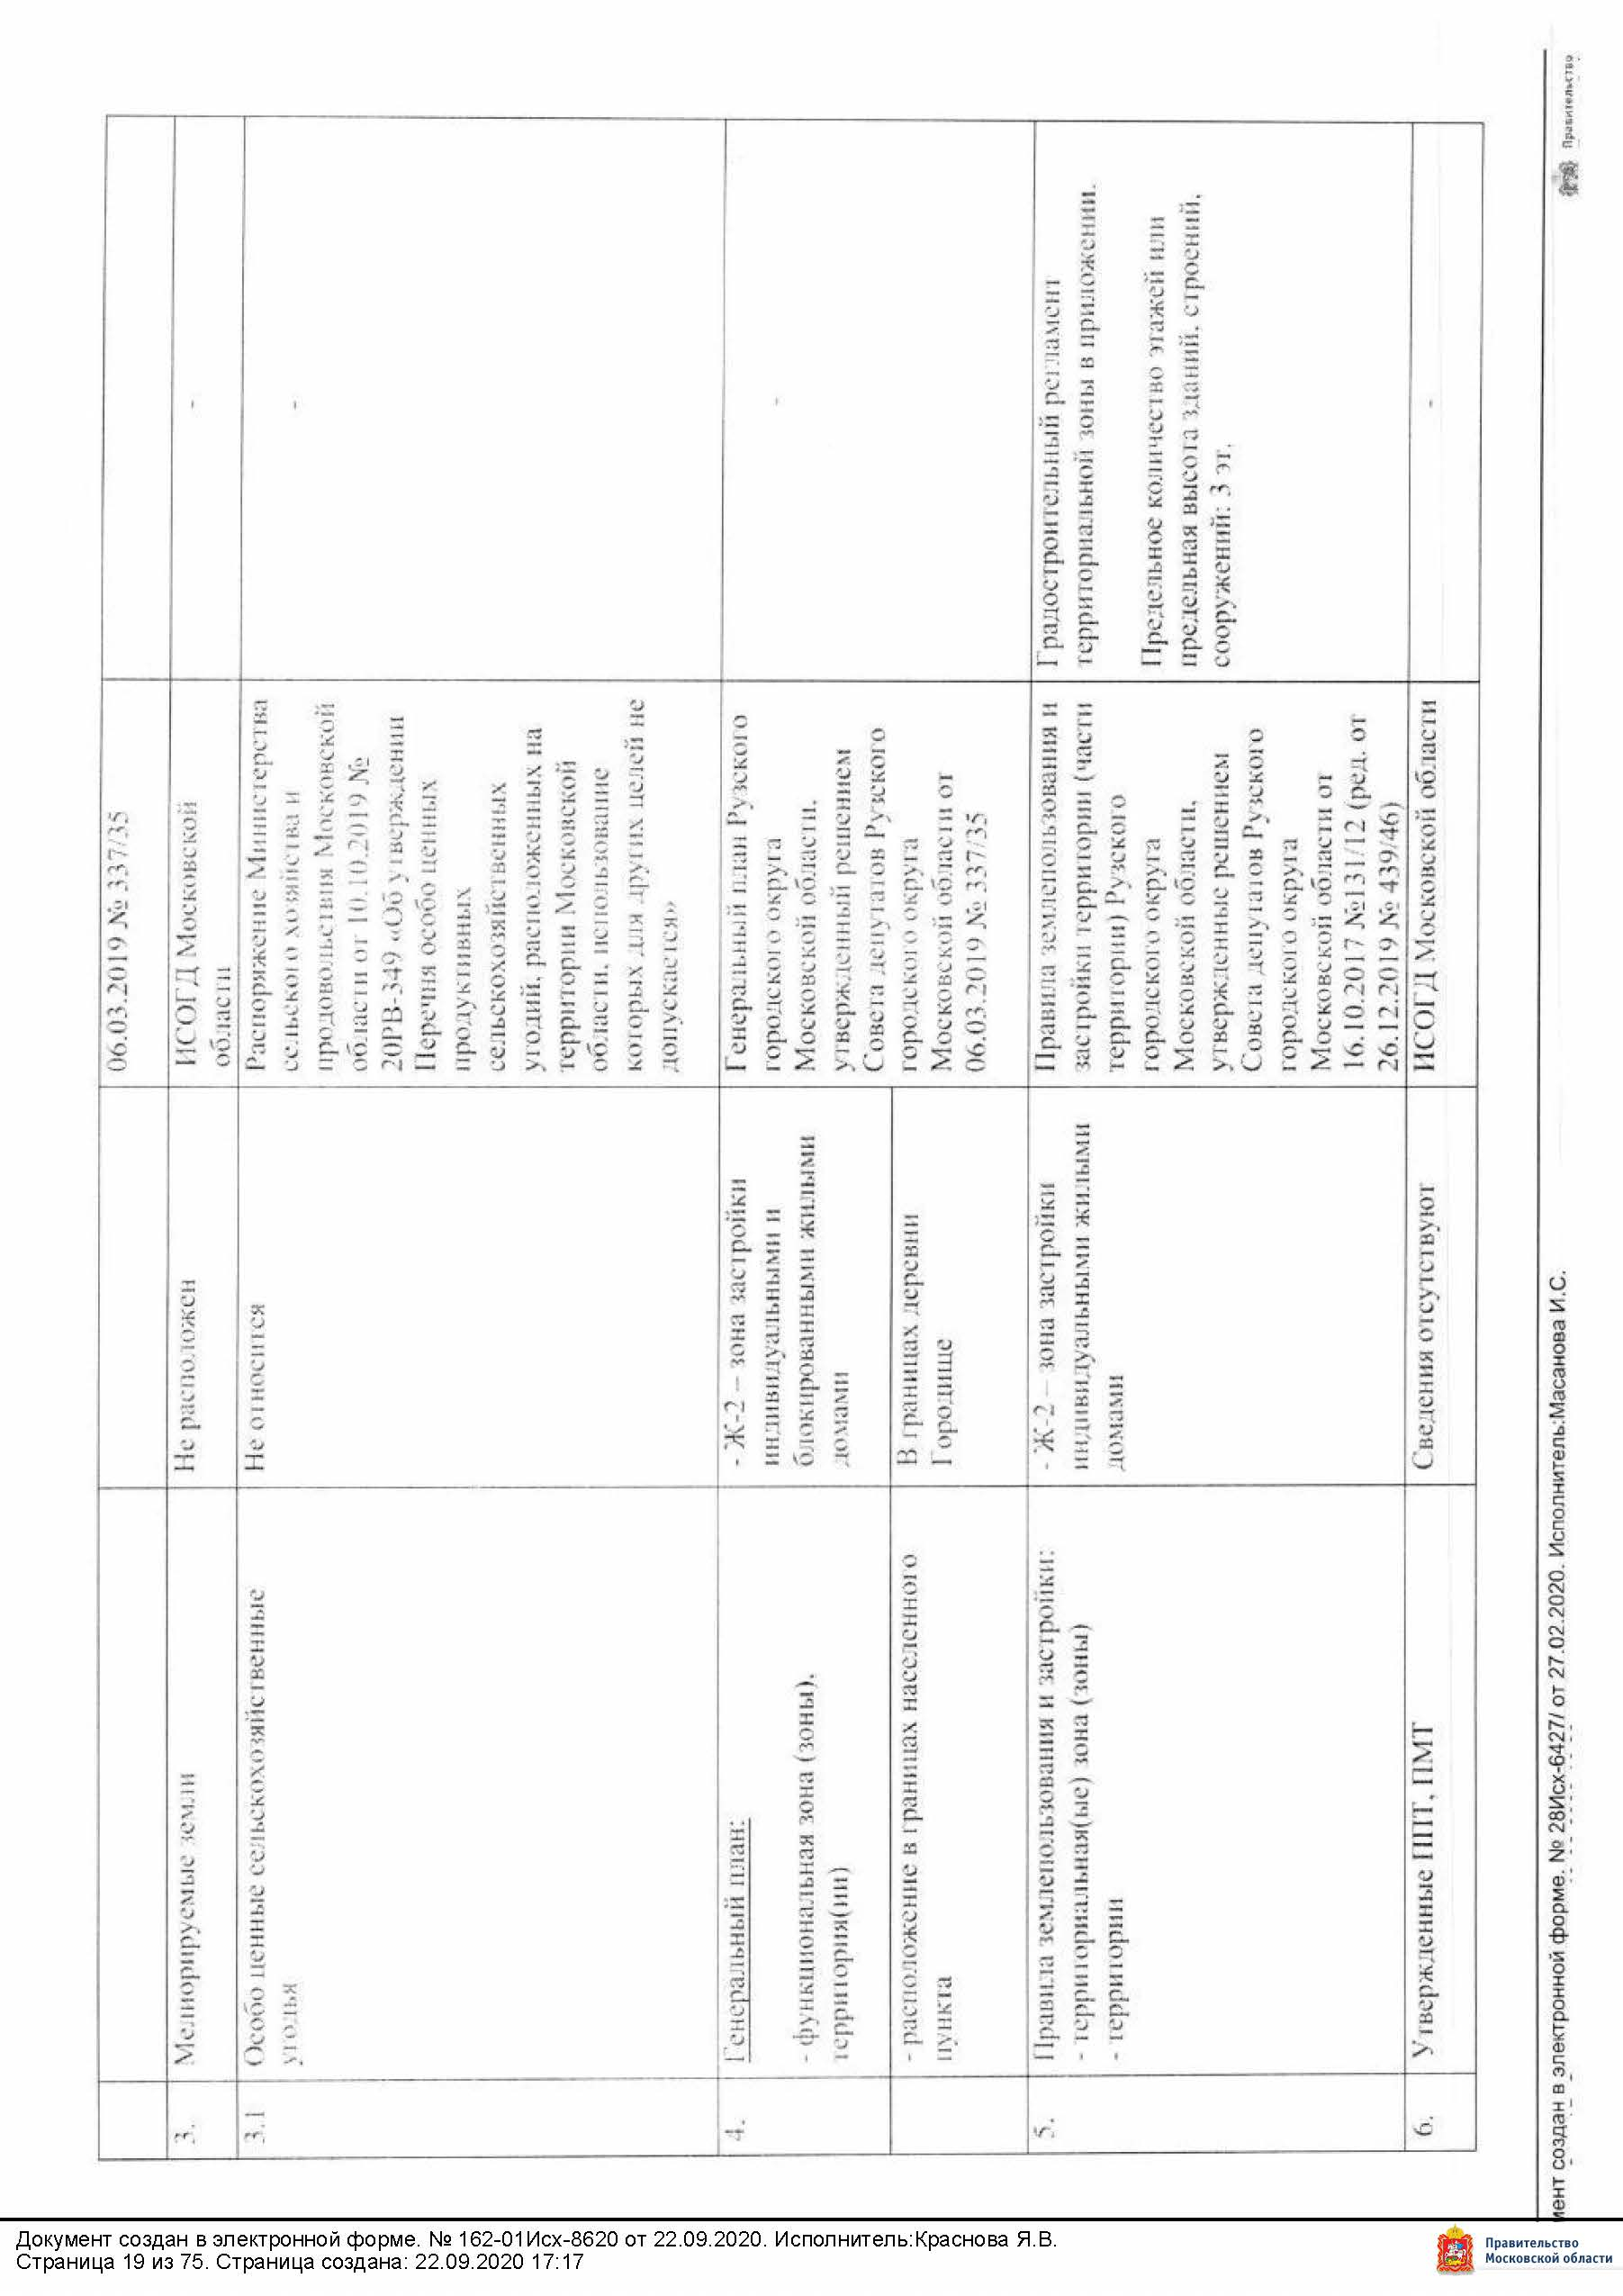 06.03.2019 № 337/35
3.
Мелиорируемые земли
Не расположен
ИСОГД Московской
области
-
3.1
Особо ценные сельскохозяйственные
угодья
Не относится
Распоряжение Министерства
сельского хозяйства и
продовольствия Московской
области от 10.10.2019 №
20РВ-349 «Об утверждении
Перечня особо ценных
продуктивных
сельскохозяйственных
угодий, расположенных на
территории Московской
области, использование
которых для других целей не
допускается»
-
4.
Генеральный план:
- функциональная зона (зоны),
территория(ии)
- Ж-2 – зона застройки
индивидуальными и
блокированными жилыми
домами
- расположение в границах населенного
пункта
В границах деревни
Городище
Генеральный план Рузского
городского округа
Московской области,
утвержденный решением
Совета депутатов Рузского
городского округа
Московской области от
06.03.2019 № 337/35
-
5.
Правила землепользования и застройки:
- территориальная(ые) зона (зоны)
- территории
- Ж-2 – зона застройки
индивидуальными жилыми
домами
Правила землепользования и
застройки территории (части
территории) Рузского
городского округа
Московской области,
утвержденные решением
Совета депутатов Рузского
городского округа
Московской области от
16.10.2017 №131/12 (ред. от
26.12.2019 № 439/46)
Градостроительный регламент
территориальной зоны в приложении.
Предельное количество этажей или
предельная высота зданий, строений,
сооружений: 3 эт.
6.
Утвержденные ППТ, ПМТ
Сведения отсутствуют
ИСОГД Московской области
-
мент создан в электронной форме. № 28Исх-6427/ от 27.02.2020. Исполнитель:Масанова И.С.
Правительство
Документ создан в электронной форме. № 162-01Исх-8620 от 22.09.2020. Исполнитель:Краснова Я.В.
Страница 19 из 75. Страница создана: 22.09.2020 17:17
Правительство
Московской области